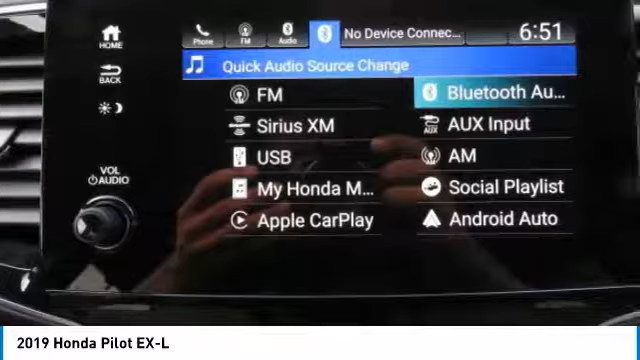 HOME
BACK
VOL
AUDIO
Phone
FM
Audio
No Device Connec...
6:51
Quick Audio Source Change
FM
Bluetooth Au...
Sirius XM
AUX
AUX Input
USB
AM
My Honda M...
Social Playlist
Apple CarPlay
Android Auto
2019 Honda Pilot EX-L